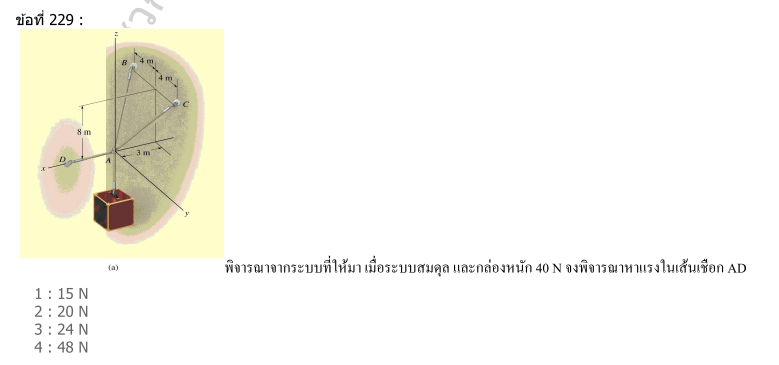 ข้อที่ 229 :
z
B
4 m
4 m
C
8 m
D
A
3 m
x
y
(a)
พิจารณาจากระบบที่ให้มา เมื่อระบบสมดุล และกล่องหนัก 40 N จงพิจารณาหาแรงในเส้นเชือก AD
1 : 15 N
2 : 20 N
3 : 24 N
4 : 48 N